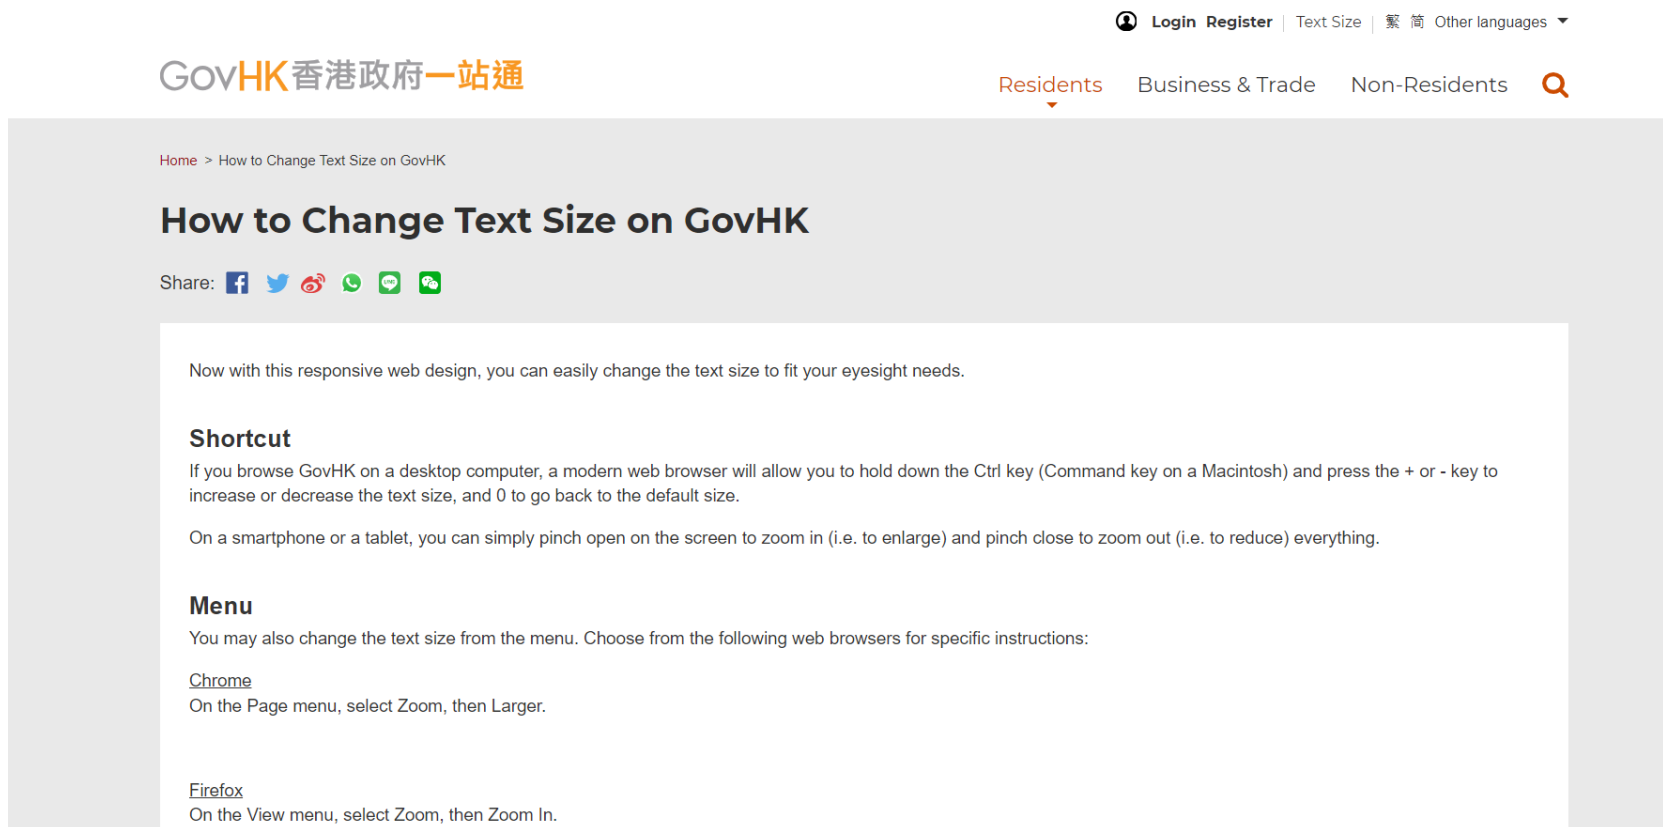 Login Register Text Size 繁 简 Other languages
GovHK香港政府一站通
Residents Business & Trade Non-Residents
Home > How to Change Text Size on GovHK
How to Change Text Size on GovHK
Share:
LINE
Now with this responsive web design, you can easily change the text size to fit your eyesight needs.
Shortcut
If you browse GovHK on a desktop computer, a modern web browser will allow you to hold down the Ctrl key (Command key on a Macintosh) and press the + or - key to
increase or decrease the text size, and 0 to go back to the default size.
On a smartphone or a tablet, you can simply pinch open on the screen to zoom in (i.e. to enlarge) and pinch close to zoom out (i.e. to reduce) everything.
Menu
You may also change the text size from the menu. Choose from the following web browsers for specific instructions:
Chrome
On the Page menu, select Zoom, then Larger.
Firefox
On the View menu, select Zoom, then Zoom In.